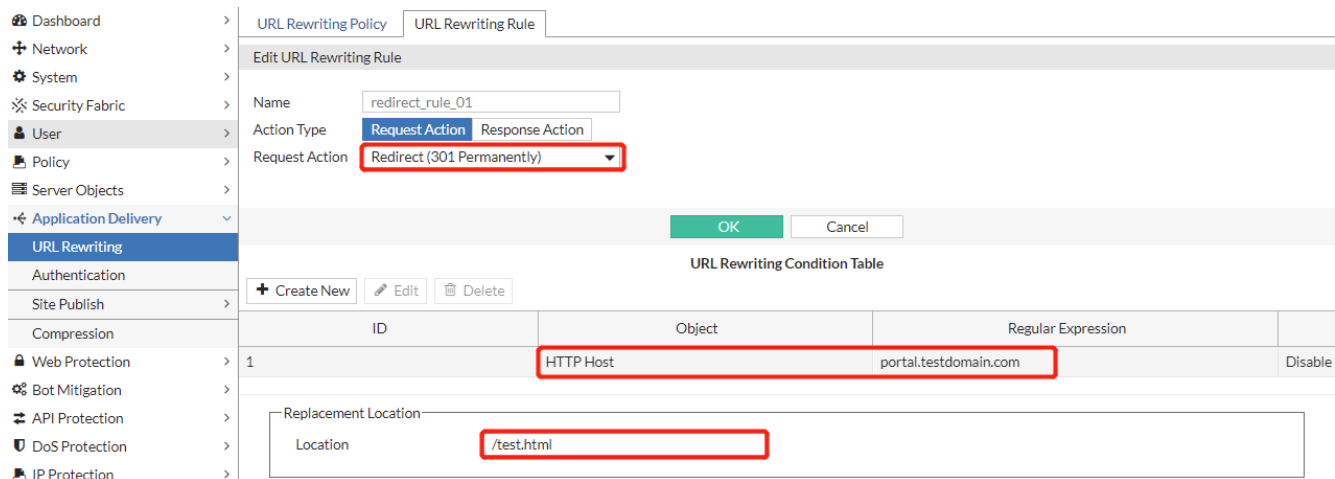 Dashboard
Network
System
Security Fabric
User
Policy
Server Objects
Application Delivery
URL Rewriting
Authentication
Site Publish
Compression
Web Protection
Bot Mitigation
API Protection
DoS Protection
IP Protection
URL Rewriting Policy URL Rewriting Rule
Edit URL Rewriting Rule
Name redirect_rule_01
Action Type Request Action Response Action
Request Action Redirect (301 Permanently)
OK Cancel
URL Rewriting Condition Table
+ Create New Edit Delete
ID Object Regular Expression
1 HTTP Host portal.testdomain.com Disable
Replacement Location
Location /test.html